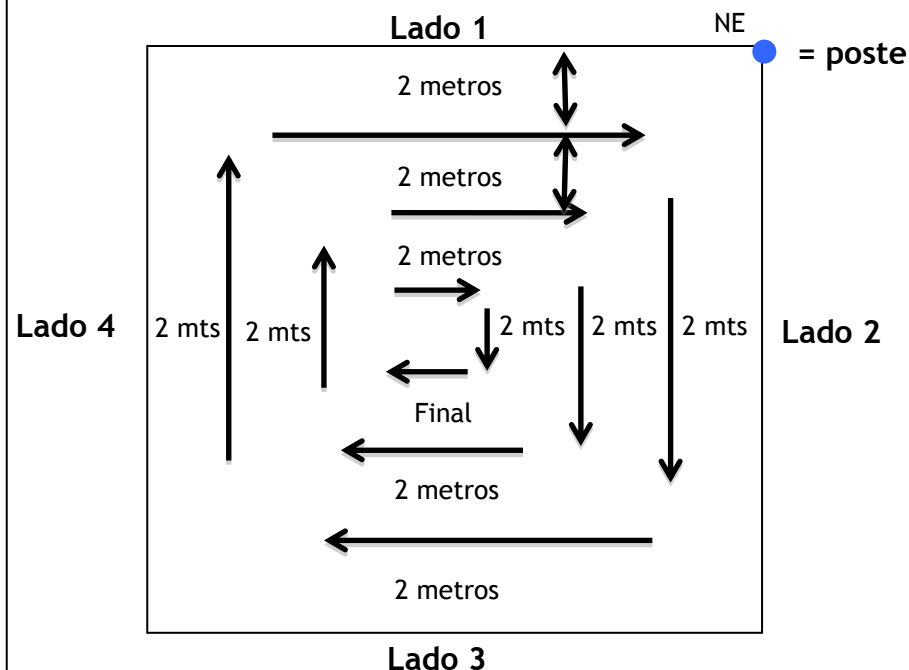 Lado 1
NE
= poste
2 metros
2 metros
2 metros
Lado 4
2 mts
2 mts
2 mts
2 mts
2 mts
Lado 2
Final
2 metros
2 metros
Lado 3